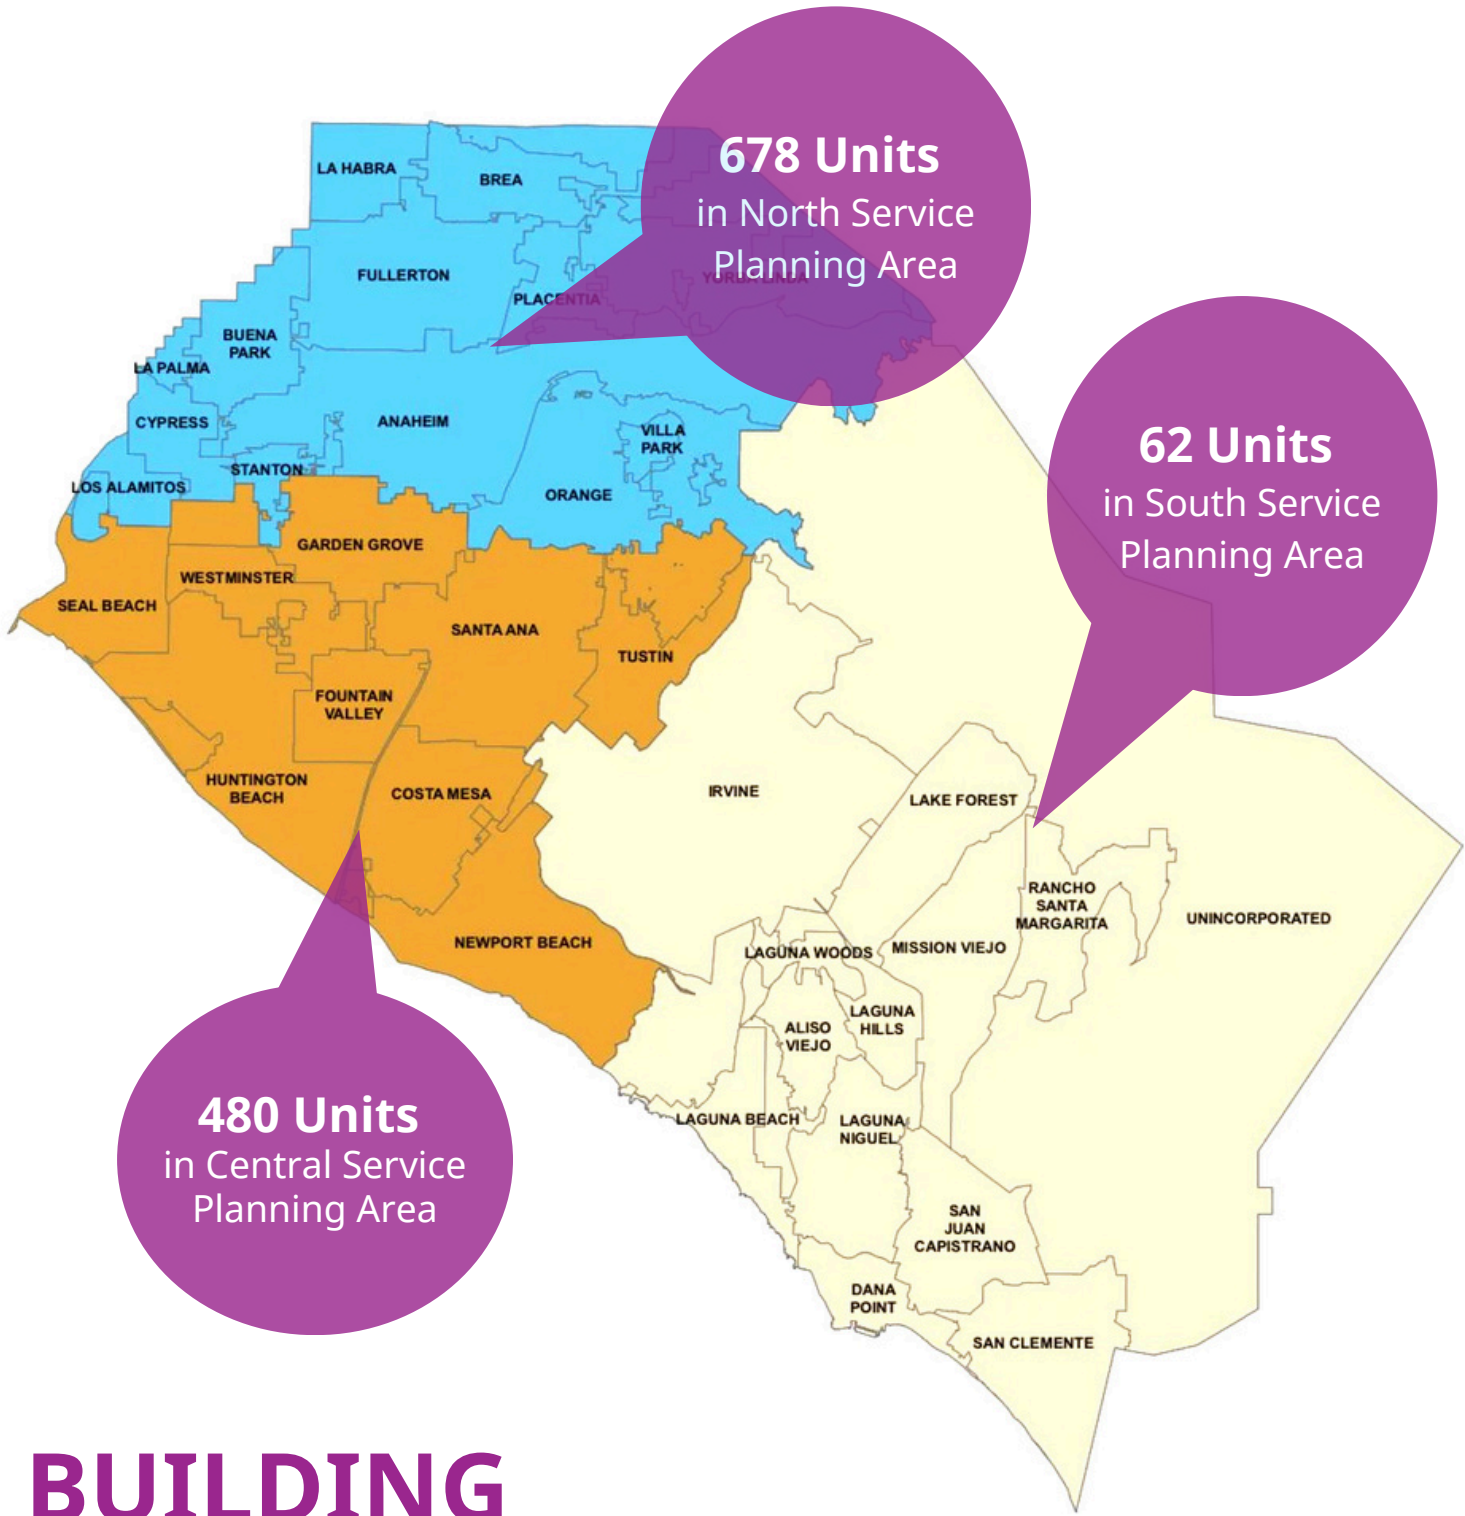 678 Units
in North Service
Planning Area
LA HABRA
BREA
FULLERTON
YORBA LINDA
PLACENTIA
BUENA
PARK
LA PALMA
CYPRESS
ANAHEIM
VILLA
PARK
STANTON
LOS ALAMITOS
ORANGE
62 Units
in South Service
Planning Area
GARDEN GROVE
WESTMINSTER
SEAL BEACH
SANTA ANA
TUSTIN
FOUNTAIN
VALLEY
HUNTINGTON
BEACH
COSTA MESA
IRVINE
LAKE FOREST
RANCHO
SANTA
MARGARITA
UNINCORPORATED
NEWPORT BEACH
LAGUNA WOODS
MISSION VIEJO
LAGUNA
HILLS
ALISO
VIEJO
480 Units
in Central Service
Planning Area
LAGUNA BEACH
LAGUNA
NIGUEL
SAN
JUAN
CAPISTRANO
DANA
POINT
SAN CLEMENTE
BUILDING